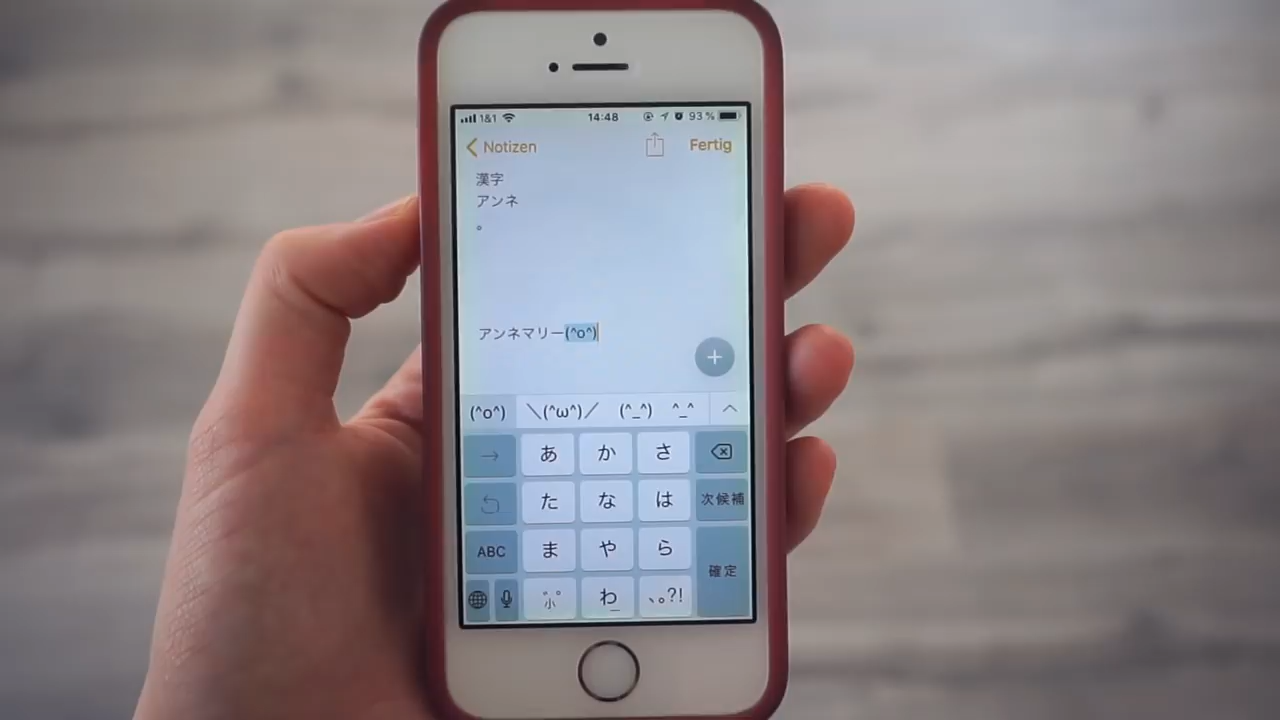 1&1 14:48 93 %
Notizen Fertig
漢字
アンネ
。
アンネマリー(^o^)
(^o^) ＼(^ω^)／ (^_^) ^_^
→ あ か さ
た な は 次候補
ABC ま や ら 確定
゛゜小 わ_ 、。?!